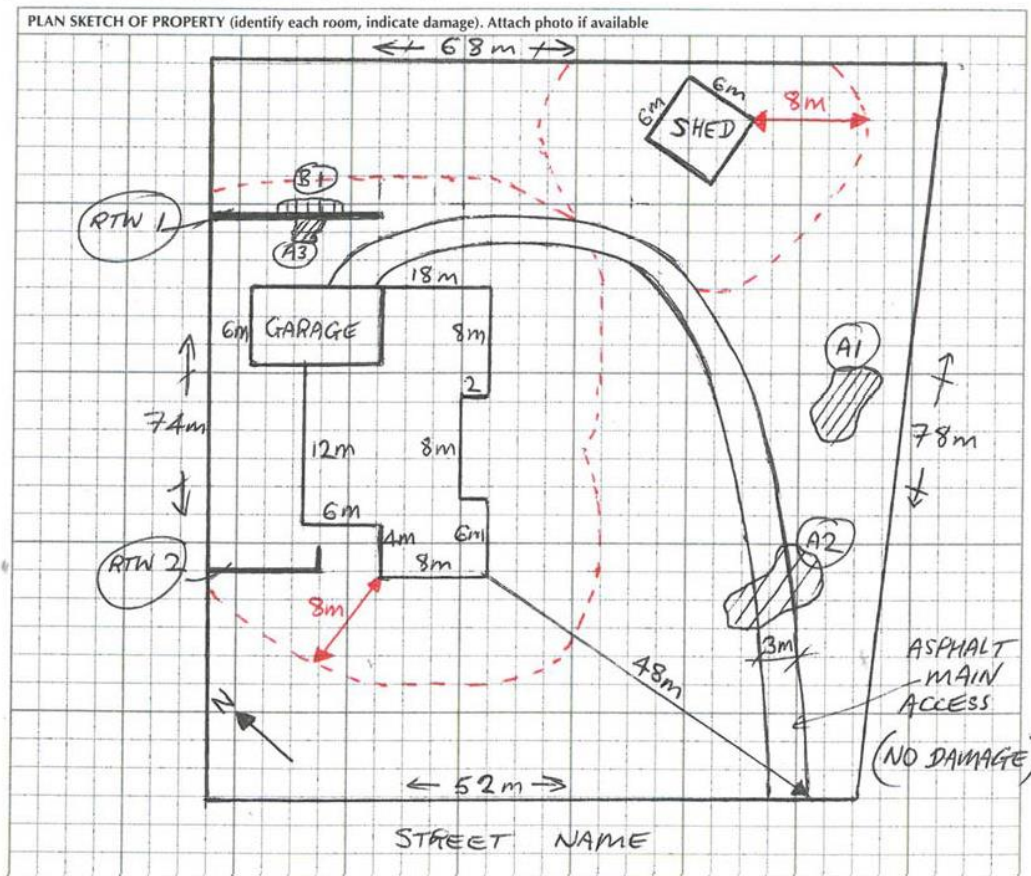 PLAN SKETCH OF PROPERTY (identify each room, indicate damage). Attach photo if available
68m
6m
6m
SHED
8m
B1
RTW 1
A3
18m
6m
GARAGE
8m
A1
2
74m
12m
8m
78m
6m
4m
6m
A2
RTW 2
8m
8m
3m
48m
ASPHALT
MAIN
ACCESS
N
(NO DAMAGE)
52m
STREET NAME